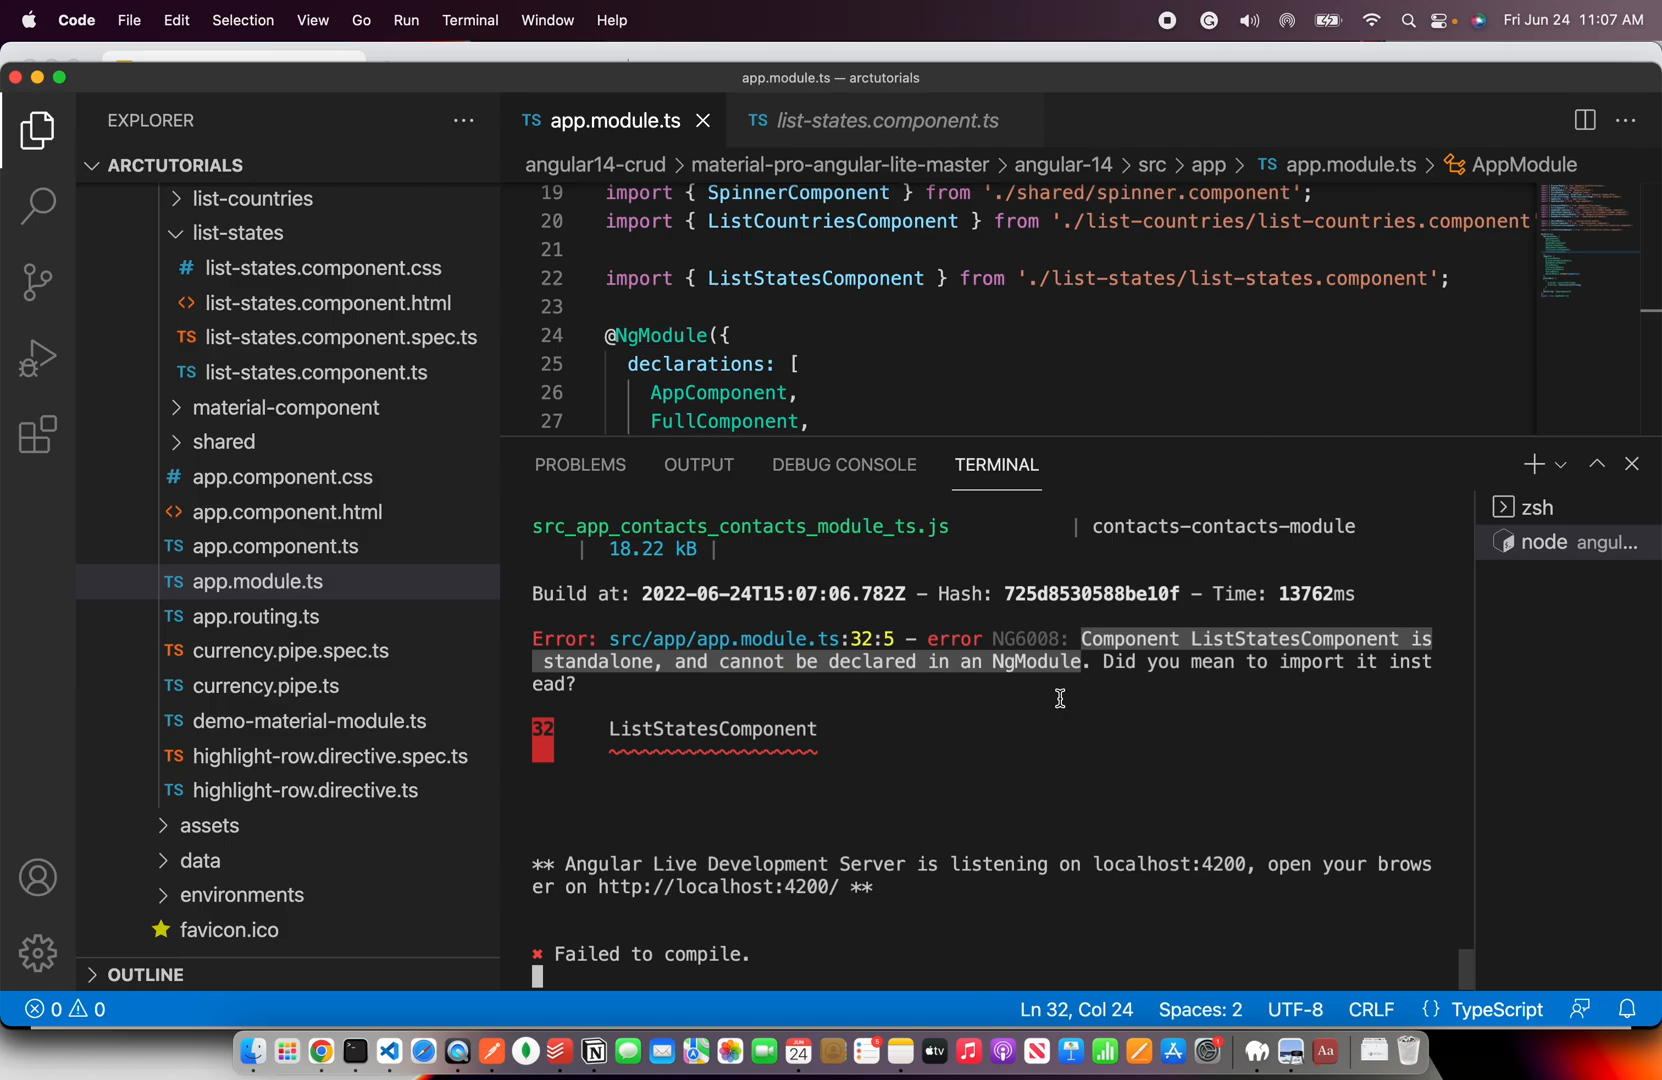 Code File Edit Selection View Go Run Terminal Window Help Fri Jun 24 11:07 AM
app.module.ts — arctutorials
EXPLORER
ARCTUTORIALS
list-countries
list-states
# list-states.component.css
<> list-states.component.html
TS list-states.component.spec.ts
TS list-states.component.ts
material-component
shared
# app.component.css
<> app.component.html
TS app.component.ts
TS app.module.ts
TS app.routing.ts
TS currency.pipe.spec.ts
TS currency.pipe.ts
TS demo-material-module.ts
TS highlight-row.directive.spec.ts
TS highlight-row.directive.ts
assets
data
environments
favicon.ico
OUTLINE
TS app.module.ts TS list-states.component.ts
angular14-crud > material-pro-angular-lite-master > angular-14 > src > app > TS app.module.ts > AppModule
19 import { SpinnerComponent } from './shared/spinner.component';
20 import { ListCountriesComponent } from './list-countries/list-countries.component'
21
22 import { ListStatesComponent } from './list-states/list-states.component';
23
24 @NgModule({
25 declarations: [
26 AppComponent,
27 FullComponent,
PROBLEMS OUTPUT DEBUG CONSOLE TERMINAL
src_app_contacts_contacts_module_ts.js | contacts-contacts-module
| 18.22 kB |
Build at: 2022-06-24T15:07:06.782Z - Hash: 725d8530588be10f - Time: 13762ms
Error: src/app/app.module.ts:32:5 - error NG6008: Component ListStatesComponent is
standalone, and cannot be declared in an NgModule. Did you mean to import it inst
ead?
32 ListStatesComponent
** Angular Live Development Server is listening on localhost:4200, open your brows
er on http://localhost:4200/ **
✖ Failed to compile.
zsh
node angul...
0 0 Ln 32, Col 24 Spaces: 2 UTF-8 CRLF {} TypeScript
JUN
24
5
tv
1
Aa